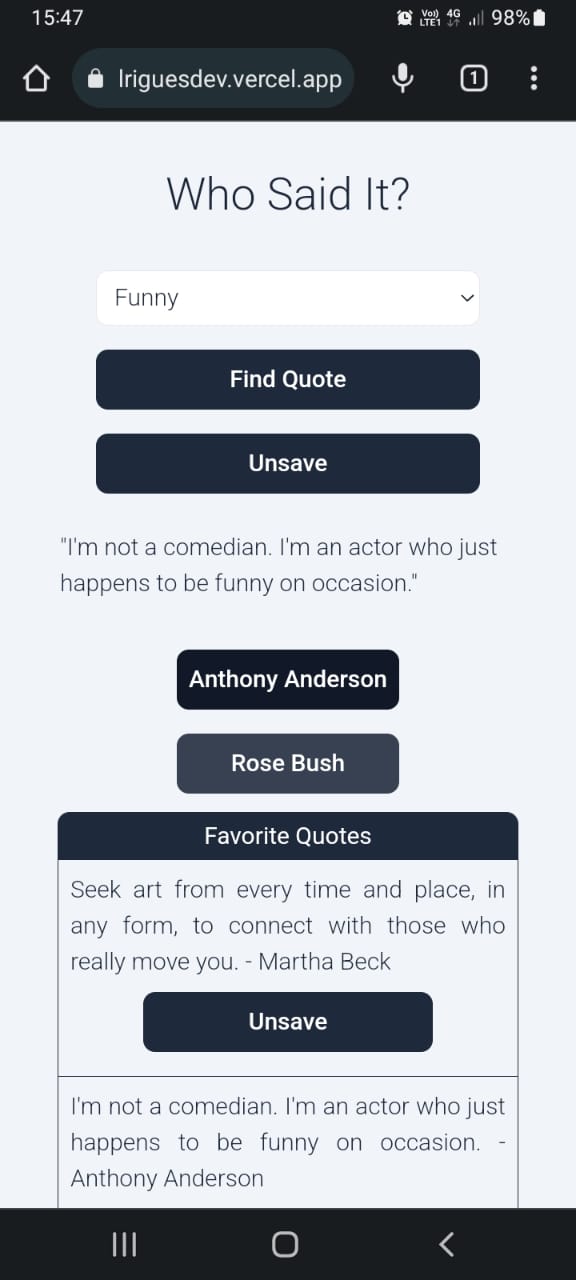 15:47
Vo)) 4G
LTE1 98%
lriguesdev.vercel.app
1
Who Said It?
Funny
Find Quote
Unsave
"I'm not a comedian. I'm an actor who just
happens to be funny on occasion."
Anthony Anderson
Rose Bush
Favorite Quotes
Seek art from every time and place, in
any form, to connect with those who
really move you. - Martha Beck
Unsave
I'm not a comedian. I'm an actor who just
happens to be funny on occasion. -
Anthony Anderson